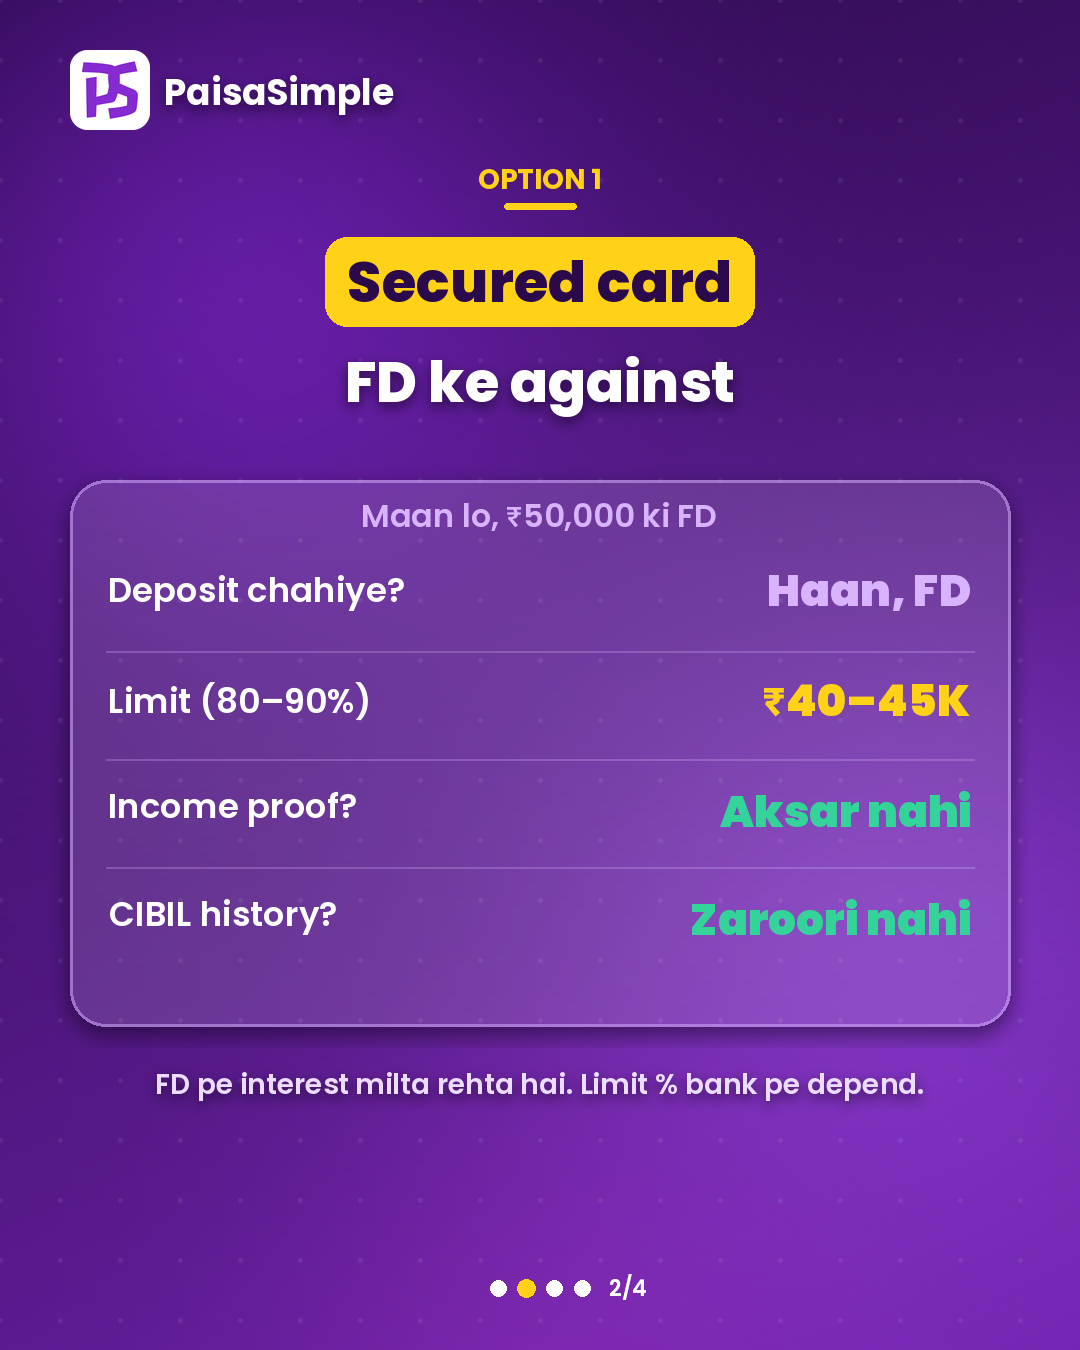 PaisaSimple
OPTION 1
Secured card
FD ke against
Maan lo, ₹50,000 ki FD
Deposit chahiye? Haan, FD
Limit (80–90%) ₹40–45K
Income proof? Aksar nahi
CIBIL history? Zaroori nahi
FD pe interest milta rehta hai. Limit % bank pe depend.
2/4